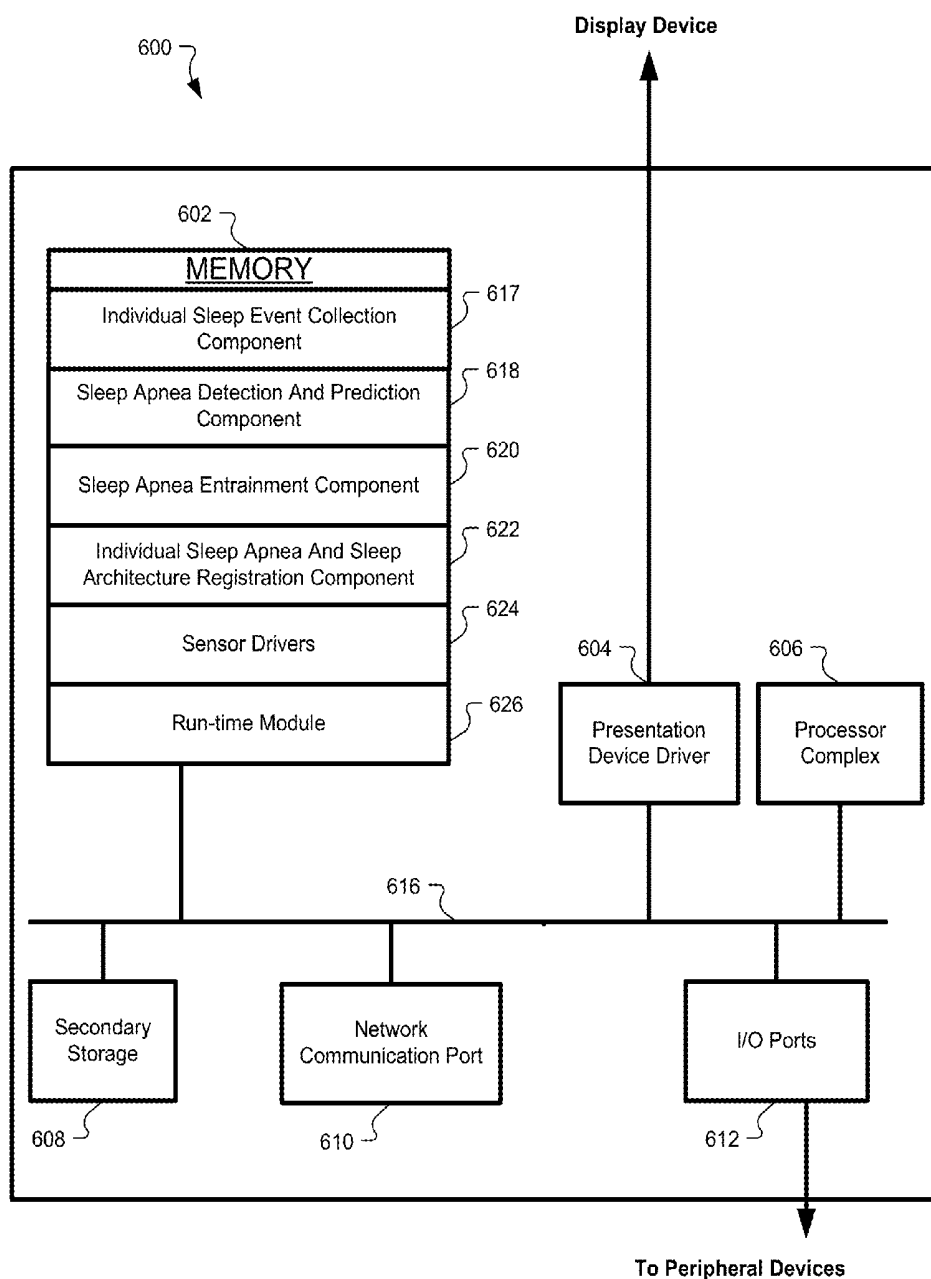 Display Device
600
602
MEMORY
617
Individual Sleep Event Collection
Component
618
Sleep Apnea Detection And Prediction
Component
620
Sleep Apnea Entrainment Component
622
Individual Sleep Apnea And Sleep
Architecture Registration Component
624
Sensor Drivers
626
Run-time Module
604
Presentation
Device Driver
606
Processor
Complex
616
Secondary
Storage
608
Network
Communication Port
610
I/O Ports
612
To Peripheral Devices